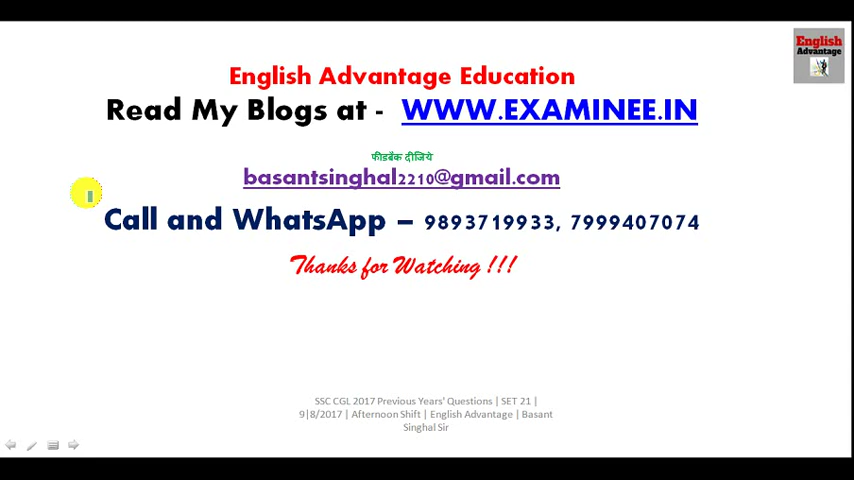 English
Advantage
English Advantage Education
Read My Blogs at - WWW.EXAMINEE.IN
फीडबॅक दीजिये
basantsinghal2210@gmail.com
Call and WhatsApp – 9893719933, 7999407074
Thanks for Watching !!!
SSC CGL 2017 Previous Years' Questions | SET 21 |
9|8/2017 | Afternoon Shift | English Advantage | Basant
Singhal Sir